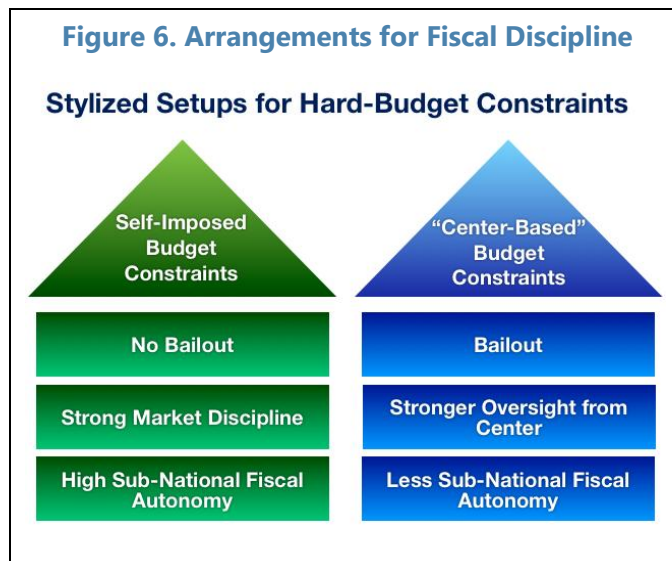 Figure 6. Arrangements for Fiscal Discipline
Stylized Setups for Hard-Budget Constraints
Self-Imposed
Budget
Constraints
No Bailout
Strong Market Discipline
High Sub-National Fiscal
Autonomy
“Center-Based”
Budget
Constraints
Bailout
Stronger Oversight from
Center
Less Sub-National Fiscal
Autonomy